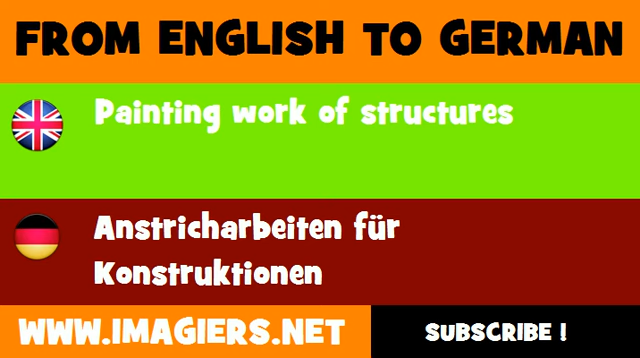 FROM ENGLISH TO GERMAN
Painting work of structures
Anstricharbeiten für
Konstruktionen
WWW.IMAGIERS.NET
SUBSCRIBE !